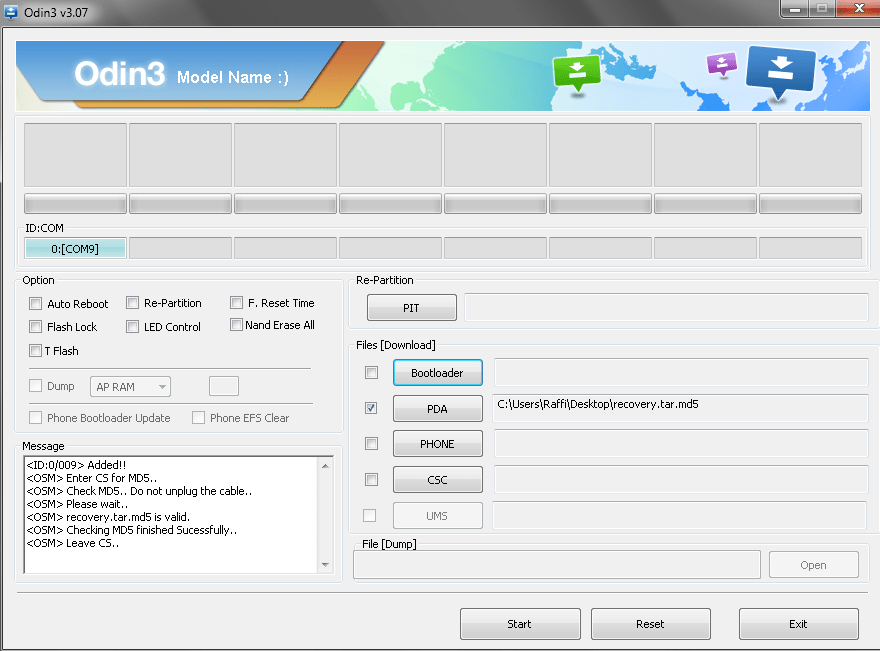 Odin3 v3.07
Odin3 Model Name :)
ID:COM
0:[COM9]
Option
Auto Reboot
Re-Partition
F. Reset Time
Flash Lock
LED Control
Nand Erase All
T Flash
Dump
AP RAM
Phone Bootloader Update
Phone EFS Clear
Message
<ID:0/009> Added!!
<OSM> Enter CS for MD5..
<OSM> Check MD5.. Do not unplug the cable..
<OSM> Please wait..
<OSM> recovery.tar.md5 is valid.
<OSM> Checking MD5 finished Sucessfully..
<OSM> Leave CS..
Re-Partition
PIT
Files [Download]
Bootloader
PDA
C:\Users\Raffi\Desktop\recovery.tar.md5
PHONE
CSC
UMS
File [Dump]
Open
Start
Reset
Exit